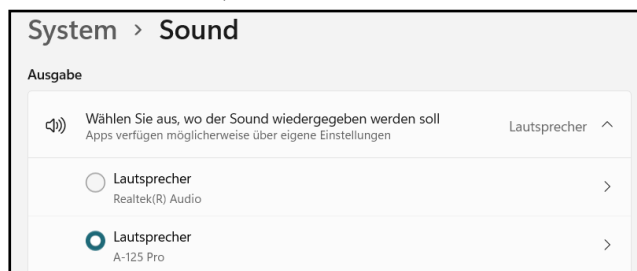 System > Sound
Ausgabe
Wählen Sie aus, wo der Sound wiedergegeben werden soll
Apps verfügen möglicherweise über eigene Einstellungen
Lautsprecher
Lautsprecher
Realtek(R) Audio
Lautsprecher
A-125 Pro